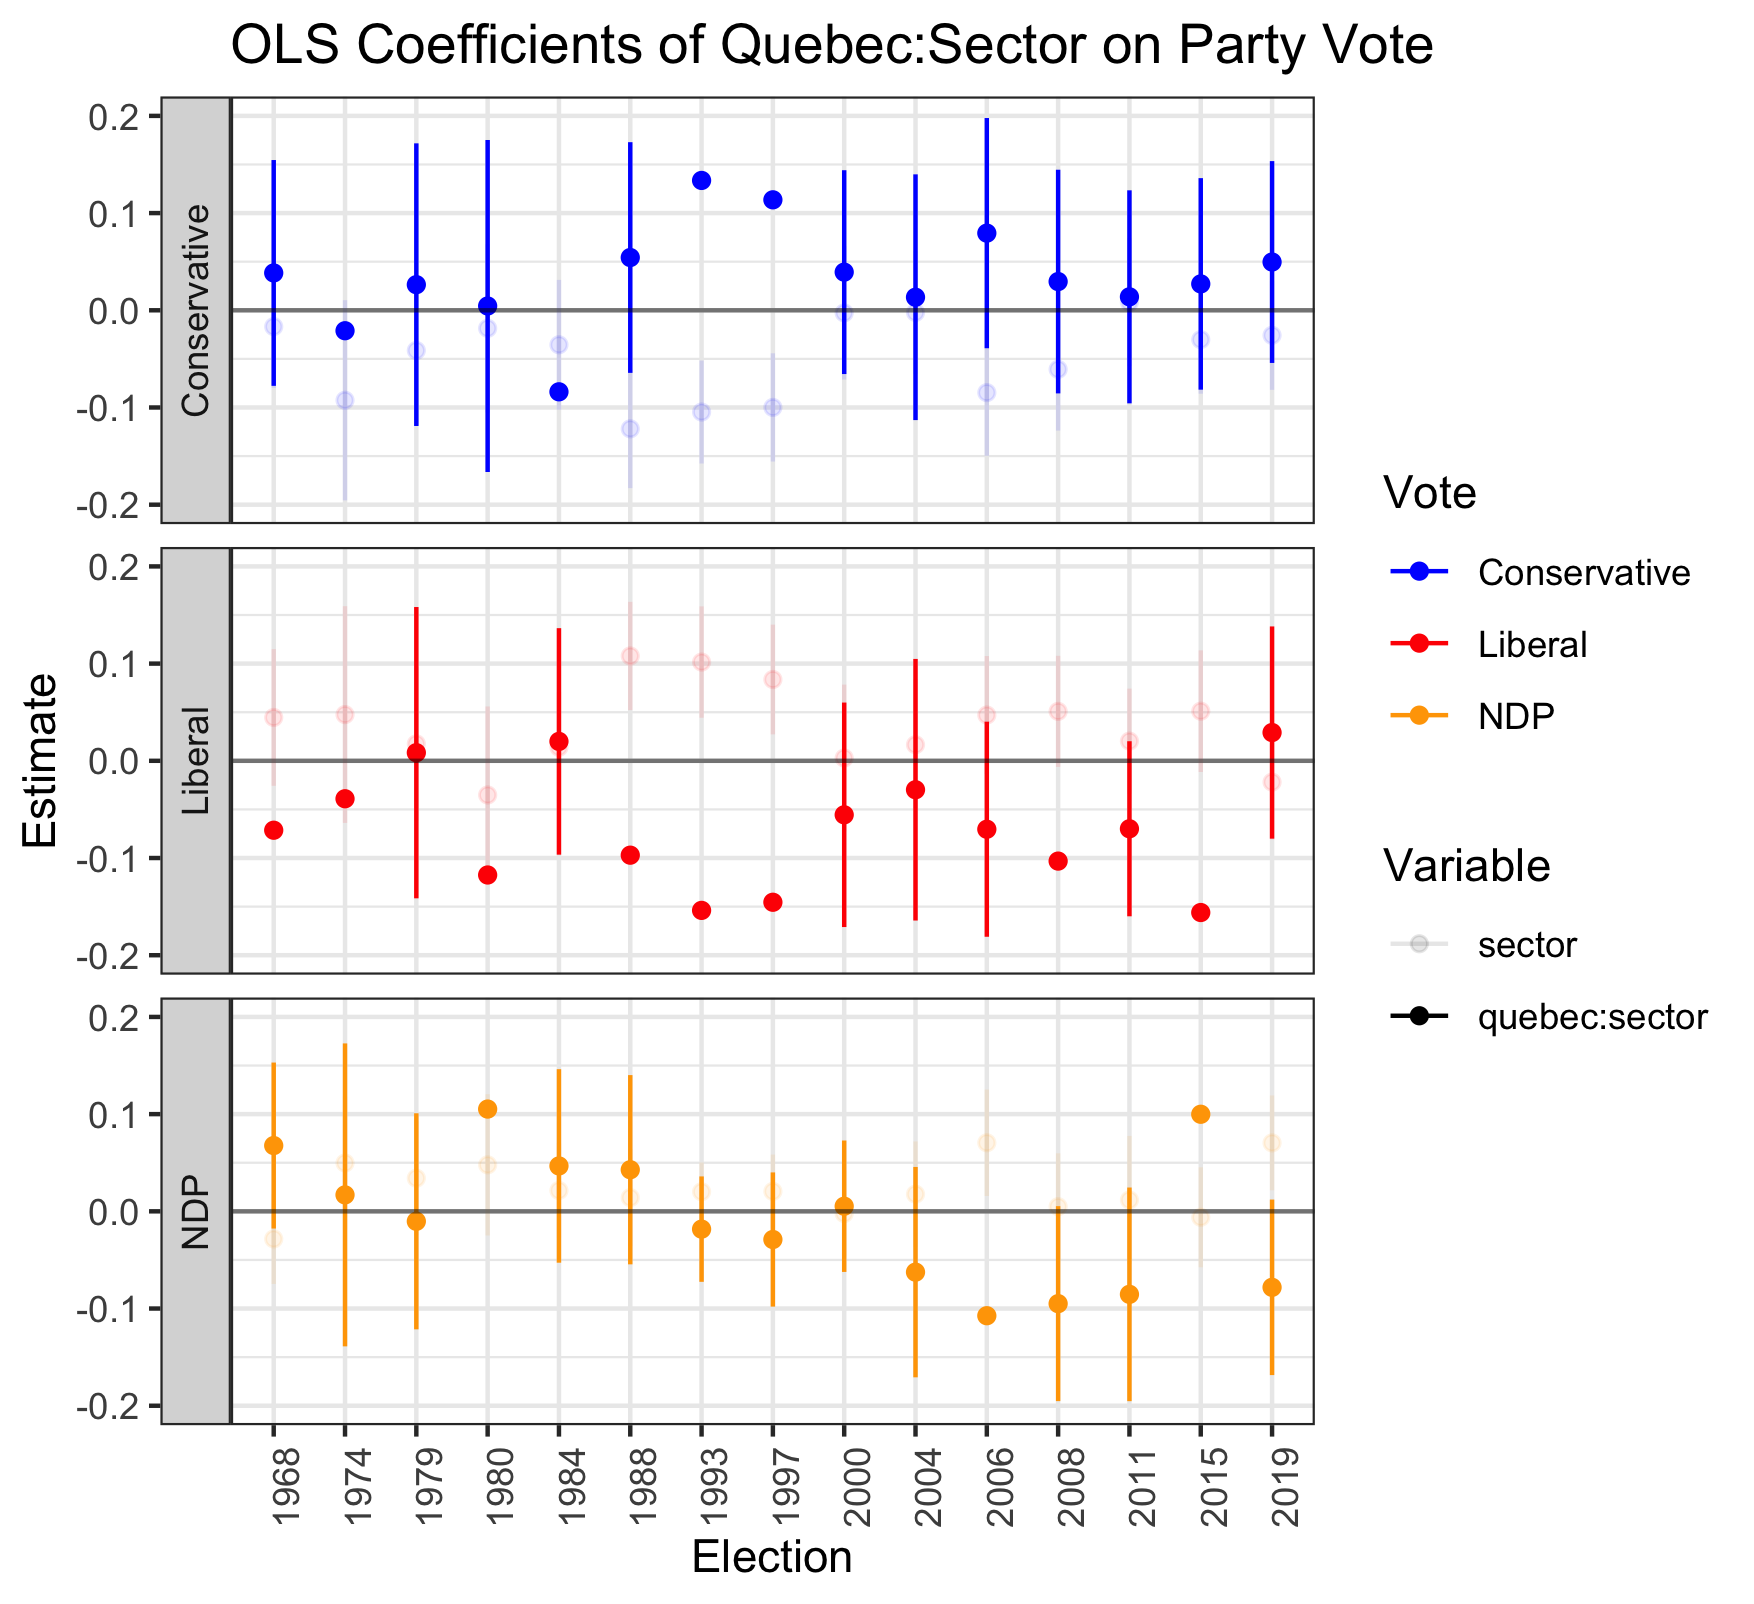 OLS Coefficients of Quebec:Sector on Party Vote
Estimate
Conservative
0.2
0.1
0.0
-0.1
-0.2
Liberal
0.2
0.1
0.0
-0.1
-0.2
NDP
0.2
0.1
0.0
-0.1
-0.2
1968
1974
1979
1980
1984
1988
1993
1997
2000
2004
2006
2008
2011
2015
2019
Election
Vote
Conservative
Liberal
NDP
Variable
sector
quebec:sector